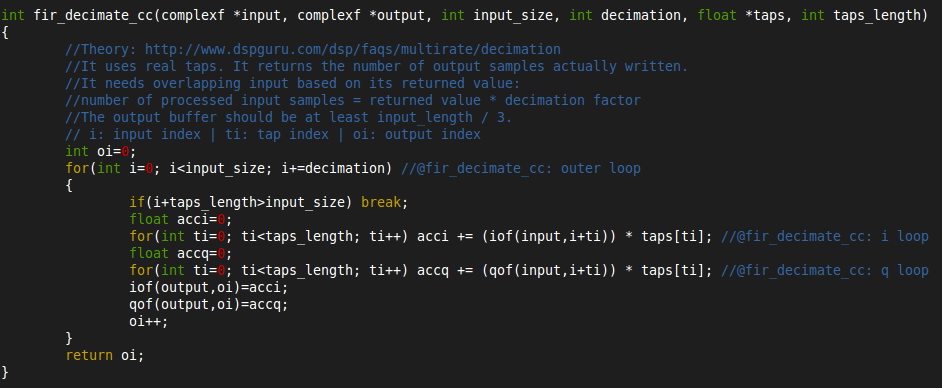 int fir_decimate_cc(complexf *input, complexf *output, int input_size, int decimation, float *taps, int taps_length)
{
        //Theory: http://www.dspguru.com/dsp/faqs/multirate/decimation
        //It uses real taps. It returns the number of output samples actually written.
        //It needs overlapping input based on its returned value:
        //number of processed input samples = returned value * decimation factor
        //The output buffer should be at least input_length / 3.
        // i: input index | ti: tap index | oi: output index
        int oi=0;
        for(int i=0; i<input_size; i+=decimation) //@fir_decimate_cc: outer loop
        {
                if(i+taps_length>input_size) break;
                float acci=0;
                for(int ti=0; ti<taps_length; ti++) acci += (iof(input,i+ti)) * taps[ti]; //@fir_decimate_cc: i loop
                float accq=0;
                for(int ti=0; ti<taps_length; ti++) accq += (qof(input,i+ti)) * taps[ti]; //@fir_decimate_cc: q loop
                iof(output,oi)=acci;
                qof(output,oi)=accq;
                oi++;
        }
        return oi;
}